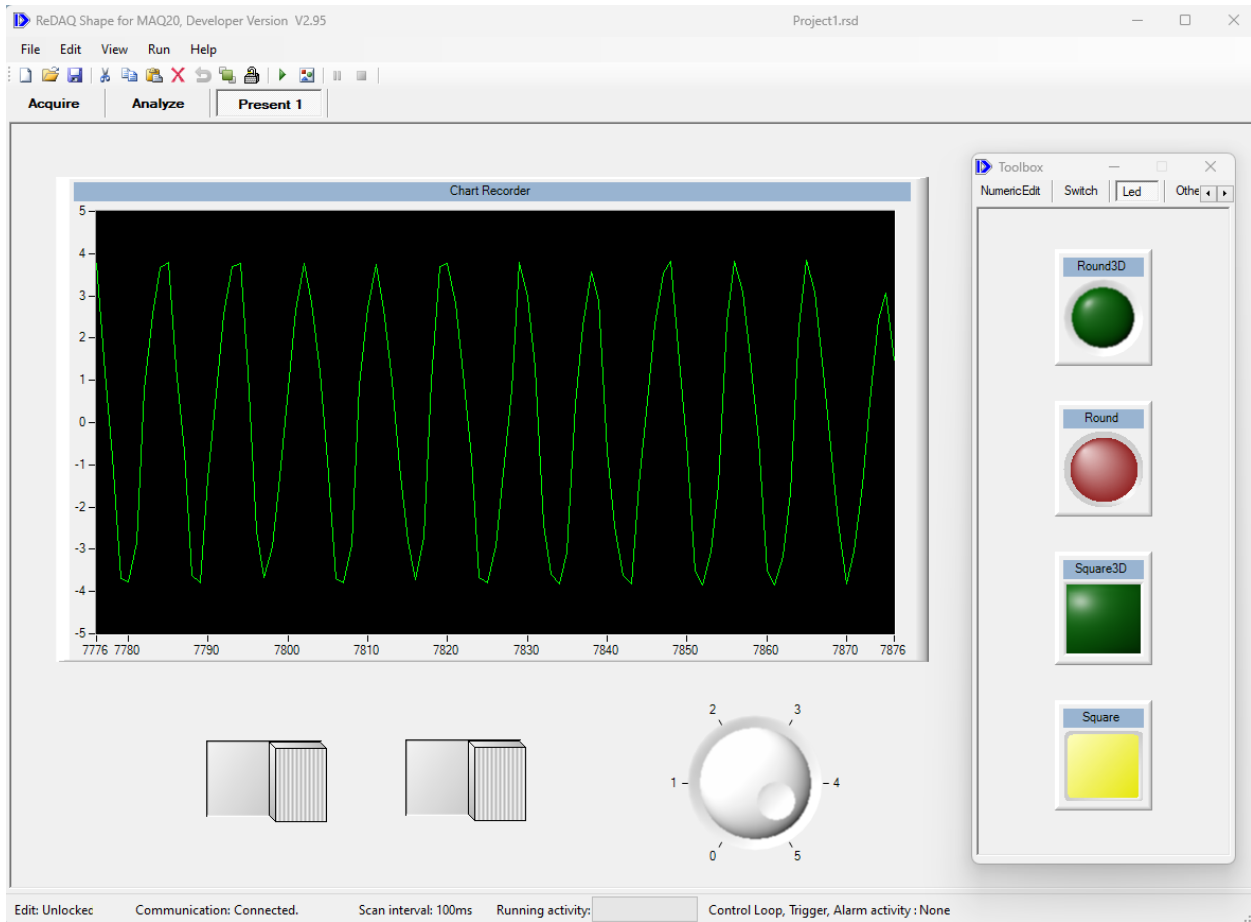 ReDAQ Shape for MAQ20, Developer Version V2.95 Project1.rsd
File Edit View Run Help
Acquire Analyze Present 1
Chart Recorder
5
4
3
2
1
0
-1
-2
-3
-4
-5
7776 7780 7790 7800 7810 7820 7830 7840 7850 7860 7870 7876
2 3
1 4
0 5
Toolbox
NumericEdit Switch Led Othe
Round3D
Round
Square3D
Square
Edit: Unlocked Communication: Connected. Scan interval: 100ms Running activity: Control Loop, Trigger, Alarm activity : None